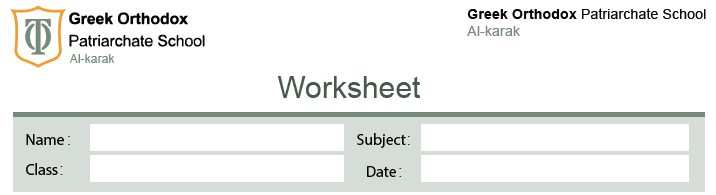 Greek Orthodox
Patriarchate School
Al-karak
Greek Orthodox Patriarchate School
Al-karak
Worksheet
Name:
Subject:
Class:
Date: